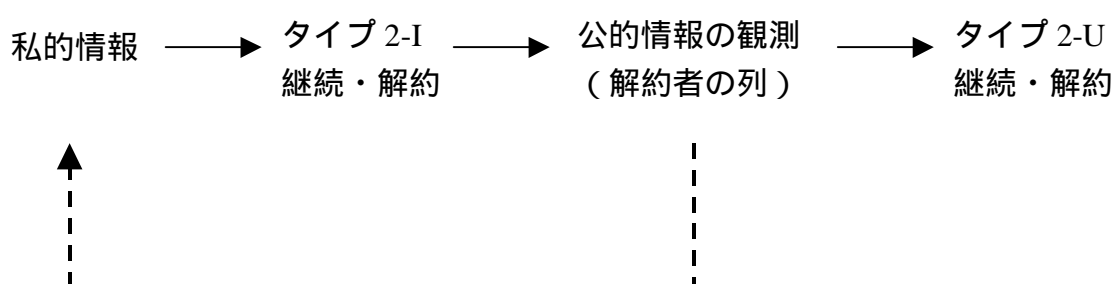 私的情報
タイプ 2-I
継続・解約
公的情報の観測
（解約者の列）
タイプ 2-U
継続・解約